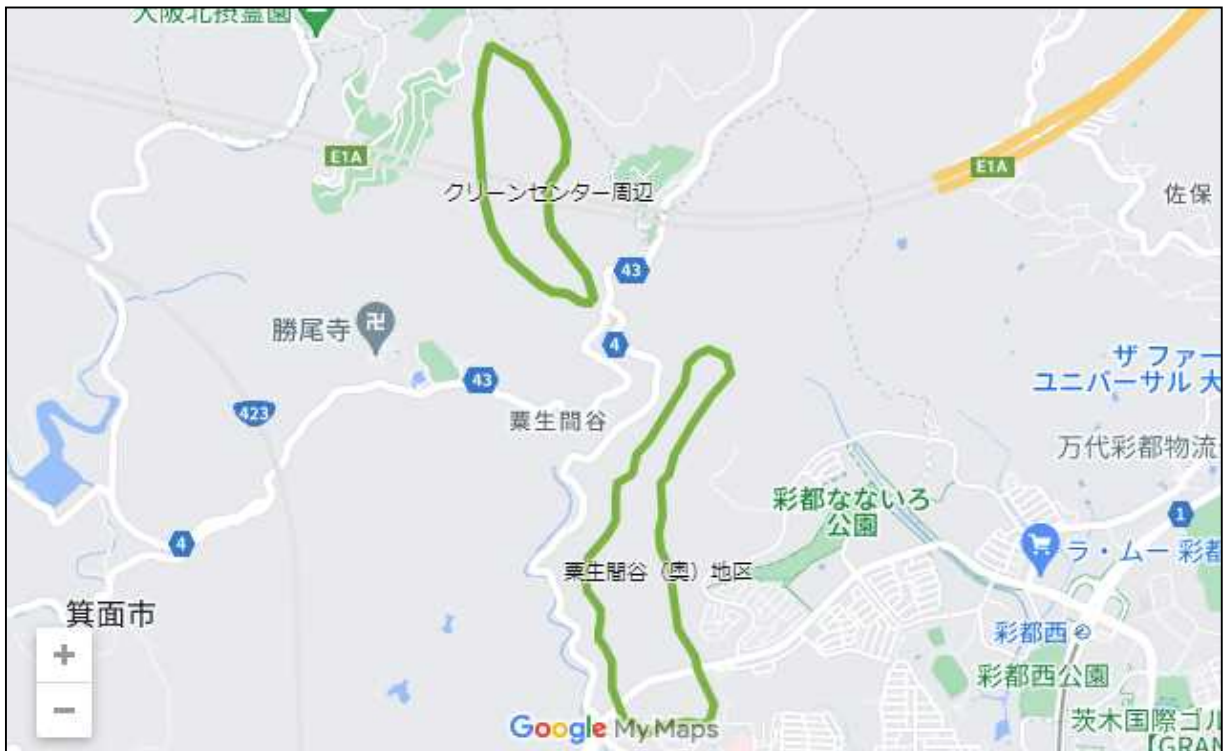 大阪北摂霊園
E1A
E1A
佐保
クリーンセンター周辺
43
勝尾寺
4
ザ ファー
ユニバーサル 大
43
423
粟生間谷
万代彩都物流
彩都なないろ
公園
1
4
ラ・ムー 彩都
粟生間谷（奥）地区
箕面市
彩都西
+
彩都西公園
−
Google My Maps
茨木国際ゴル
【GRAN